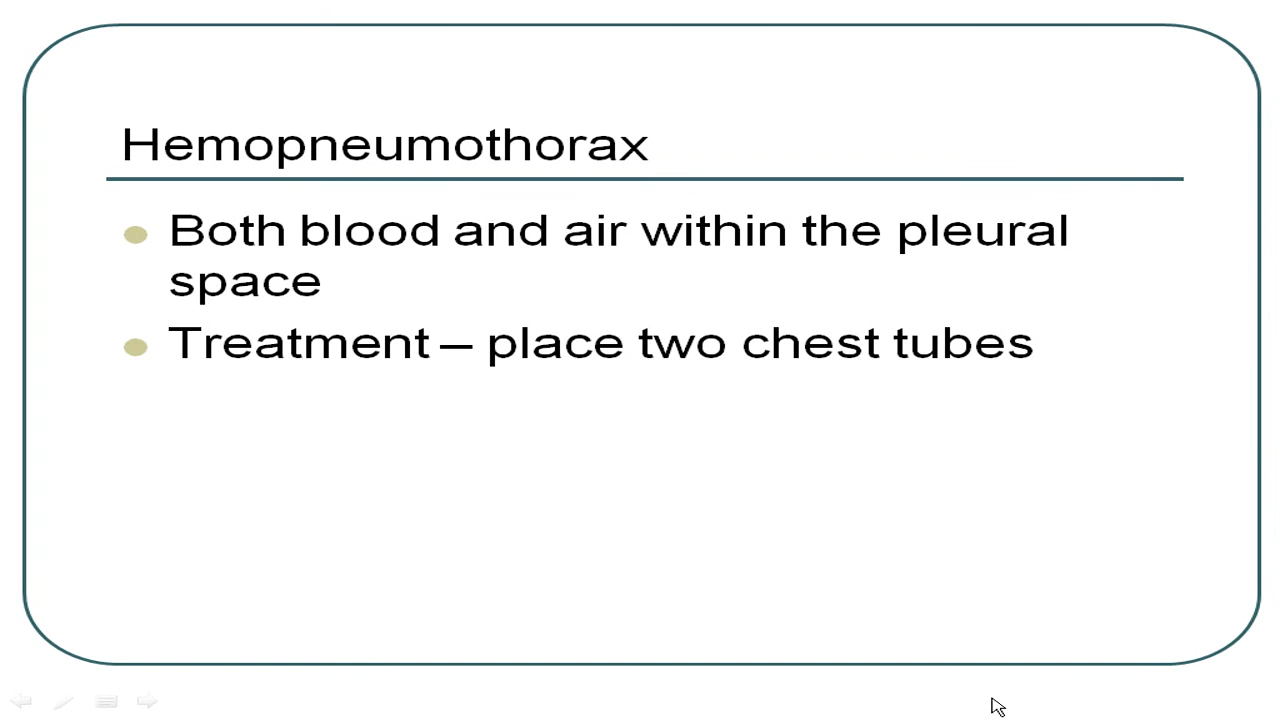 Hemopneumothorax
Both blood and air within the pleural
space
Treatment – place two chest tubes